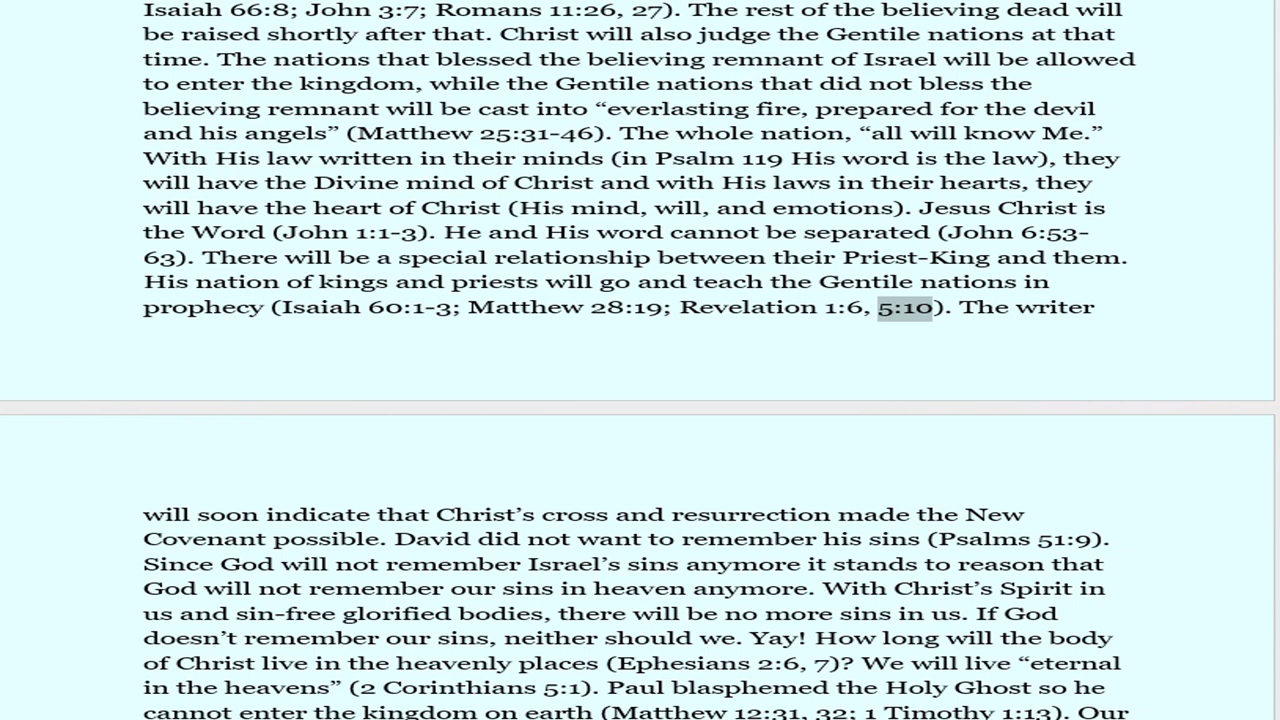 Isaiah 66:8; John 3:7; Romans 11:26, 27). The rest of the believing dead will
be raised shortly after that. Christ will also judge the Gentile nations at that
time. The nations that blessed the believing remnant of Israel will be allowed
to enter the kingdom, while the Gentile nations that did not bless the
believing remnant will be cast into “everlasting fire, prepared for the devil
and his angels” (Matthew 25:31-46). The whole nation, “all will know Me.”
With His law written in their minds (in Psalm 119 His word is the law), they
will have the Divine mind of Christ and with His laws in their hearts, they
will have the heart of Christ (His mind, will, and emotions). Jesus Christ is
the Word (John 1:1-3). He and His word cannot be separated (John 6:53-
63). There will be a special relationship between their Priest-King and them.
His nation of kings and priests will go and teach the Gentile nations in
prophecy (Isaiah 60:1-3; Matthew 28:19; Revelation 1:6, 5:10). The writer
will soon indicate that Christ’s cross and resurrection made the New
Covenant possible. David did not want to remember his sins (Psalms 51:9).
Since God will not remember Israel’s sins anymore it stands to reason that
God will not remember our sins in heaven anymore. With Christ’s Spirit in
us and sin-free glorified bodies, there will be no more sins in us. If God
doesn’t remember our sins, neither should we. Yay! How long will the body
of Christ live in the heavenly places (Ephesians 2:6, 7)? We will live “eternal
in the heavens” (2 Corinthians 5:1). Paul blasphemed the Holy Ghost so he
cannot enter the kingdom on earth (Matthew 12:31, 32; 1 Timothy 1:13). Our